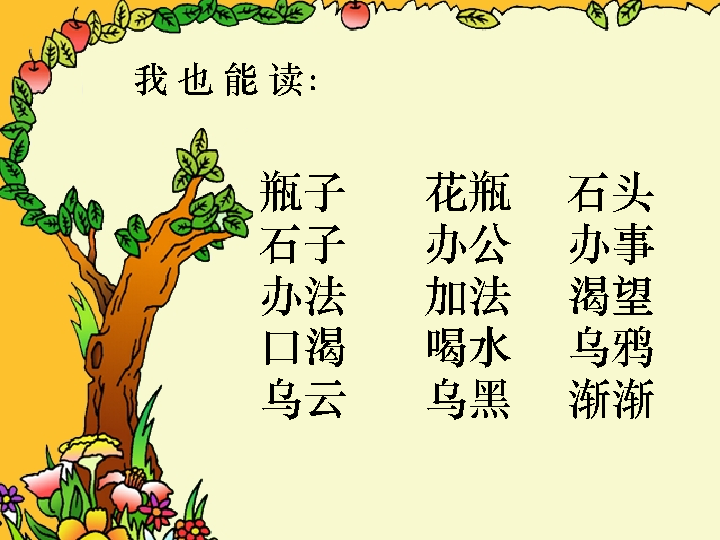 我也能读：
瓶子 花瓶 石头
石子 办公 办事
办法 加法 渴望
口渴 喝水 乌鸦
乌云 乌黑 渐渐